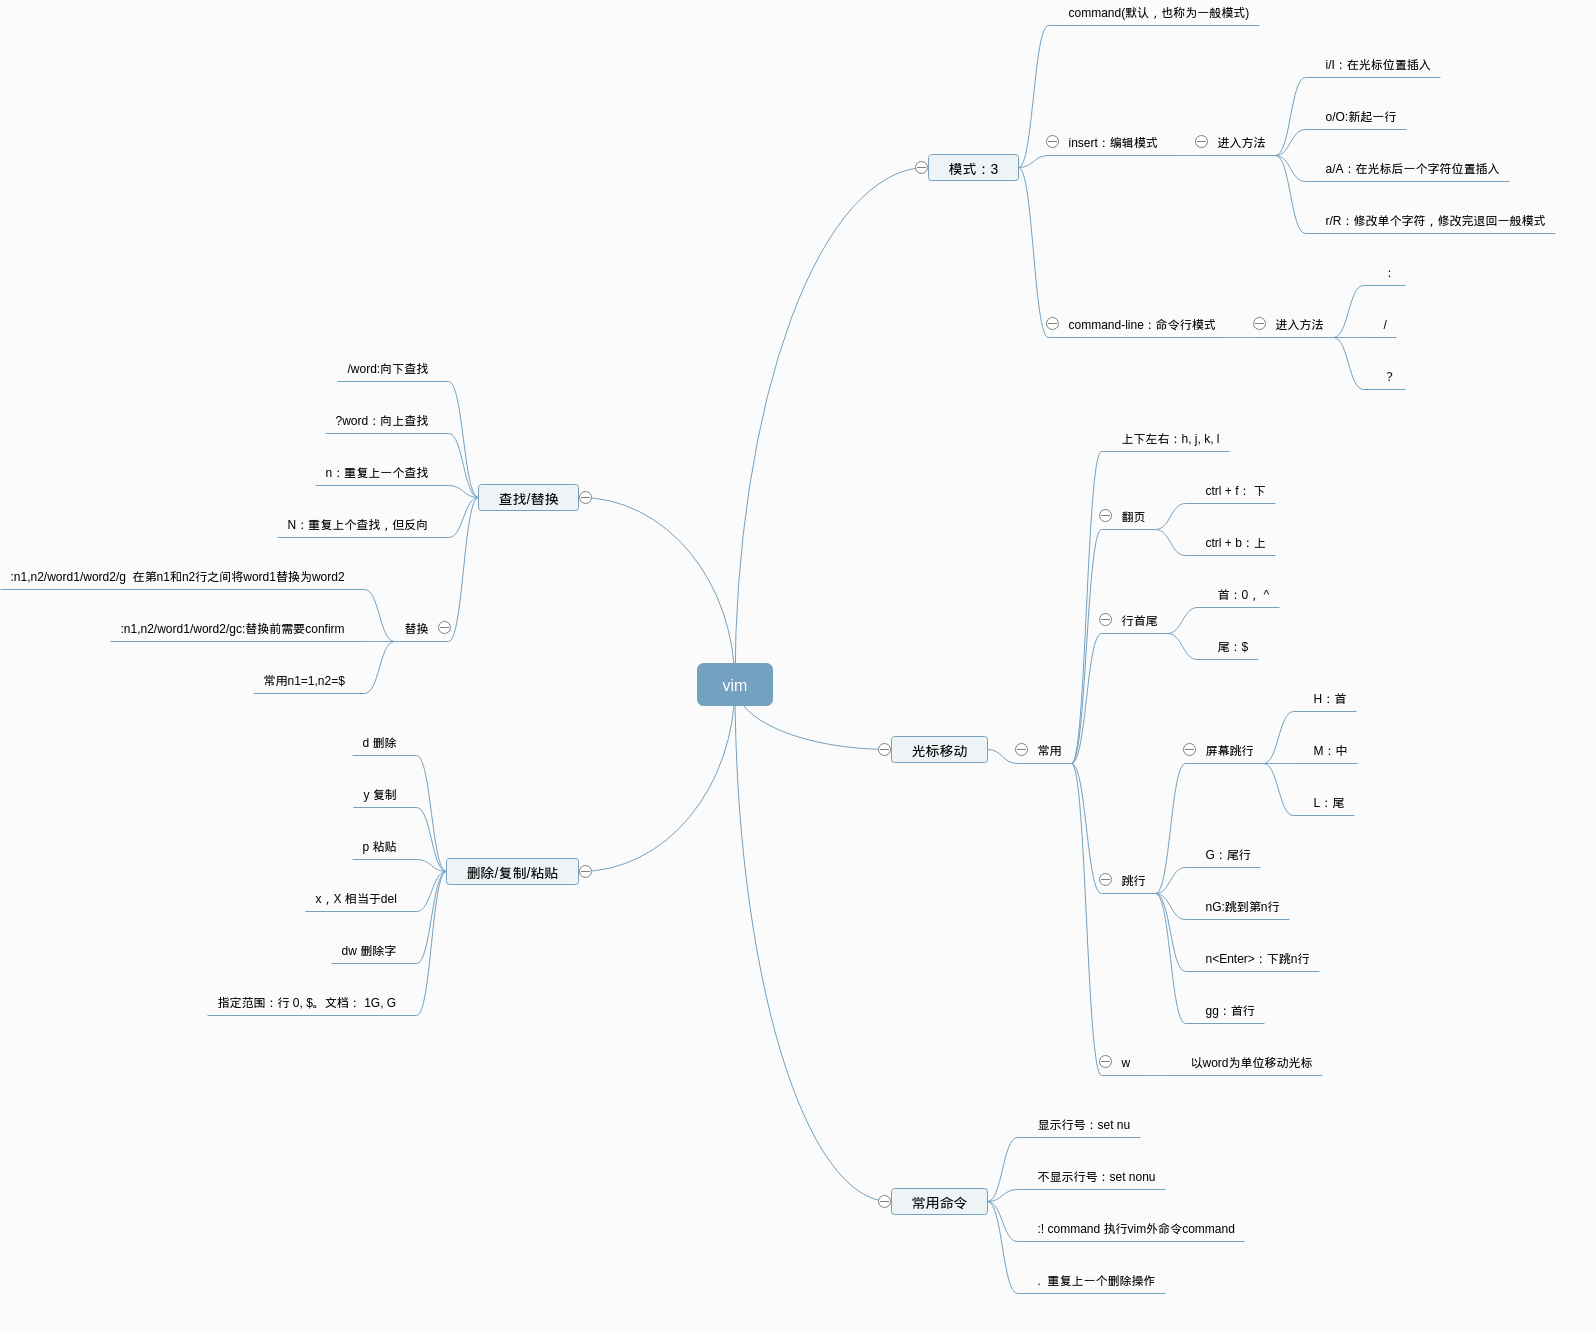 vim
模式：3
command(默认，也称为一般模式)
insert：编辑模式
进入方法
i/I：在光标位置插入
o/O:新起一行
a/A：在光标后一个字符位置插入
r/R：修改单个字符，修改完退回一般模式
command-line：命令行模式
进入方法
：
/
？
光标移动
常用
上下左右：h, j, k, l
翻页
ctrl + f： 下
ctrl + b：上
行首尾
首：0， ^
尾：$
跳行
屏幕跳行
H：首
M：中
L：尾
G：尾行
nG:跳到第n行
n<Enter>：下跳n行
gg：首行
w
以word为单位移动光标
常用命令
显示行号：set nu
不显示行号：set nonu
:! command 执行vim外命令command
. 重复上一个删除操作
查找/替换
/word:向下查找
?word：向上查找
n：重复上一个查找
N：重复上个查找，但反向
替换
:n1,n2/word1/word2/g 在第n1和n2行之间将word1替换为word2
:n1,n2/word1/word2/gc:替换前需要confirm
常用n1=1,n2=$
删除/复制/粘贴
d 删除
y 复制
p 粘贴
x，X 相当于del
dw 删除字
指定范围：行 0, $。文档： 1G, G